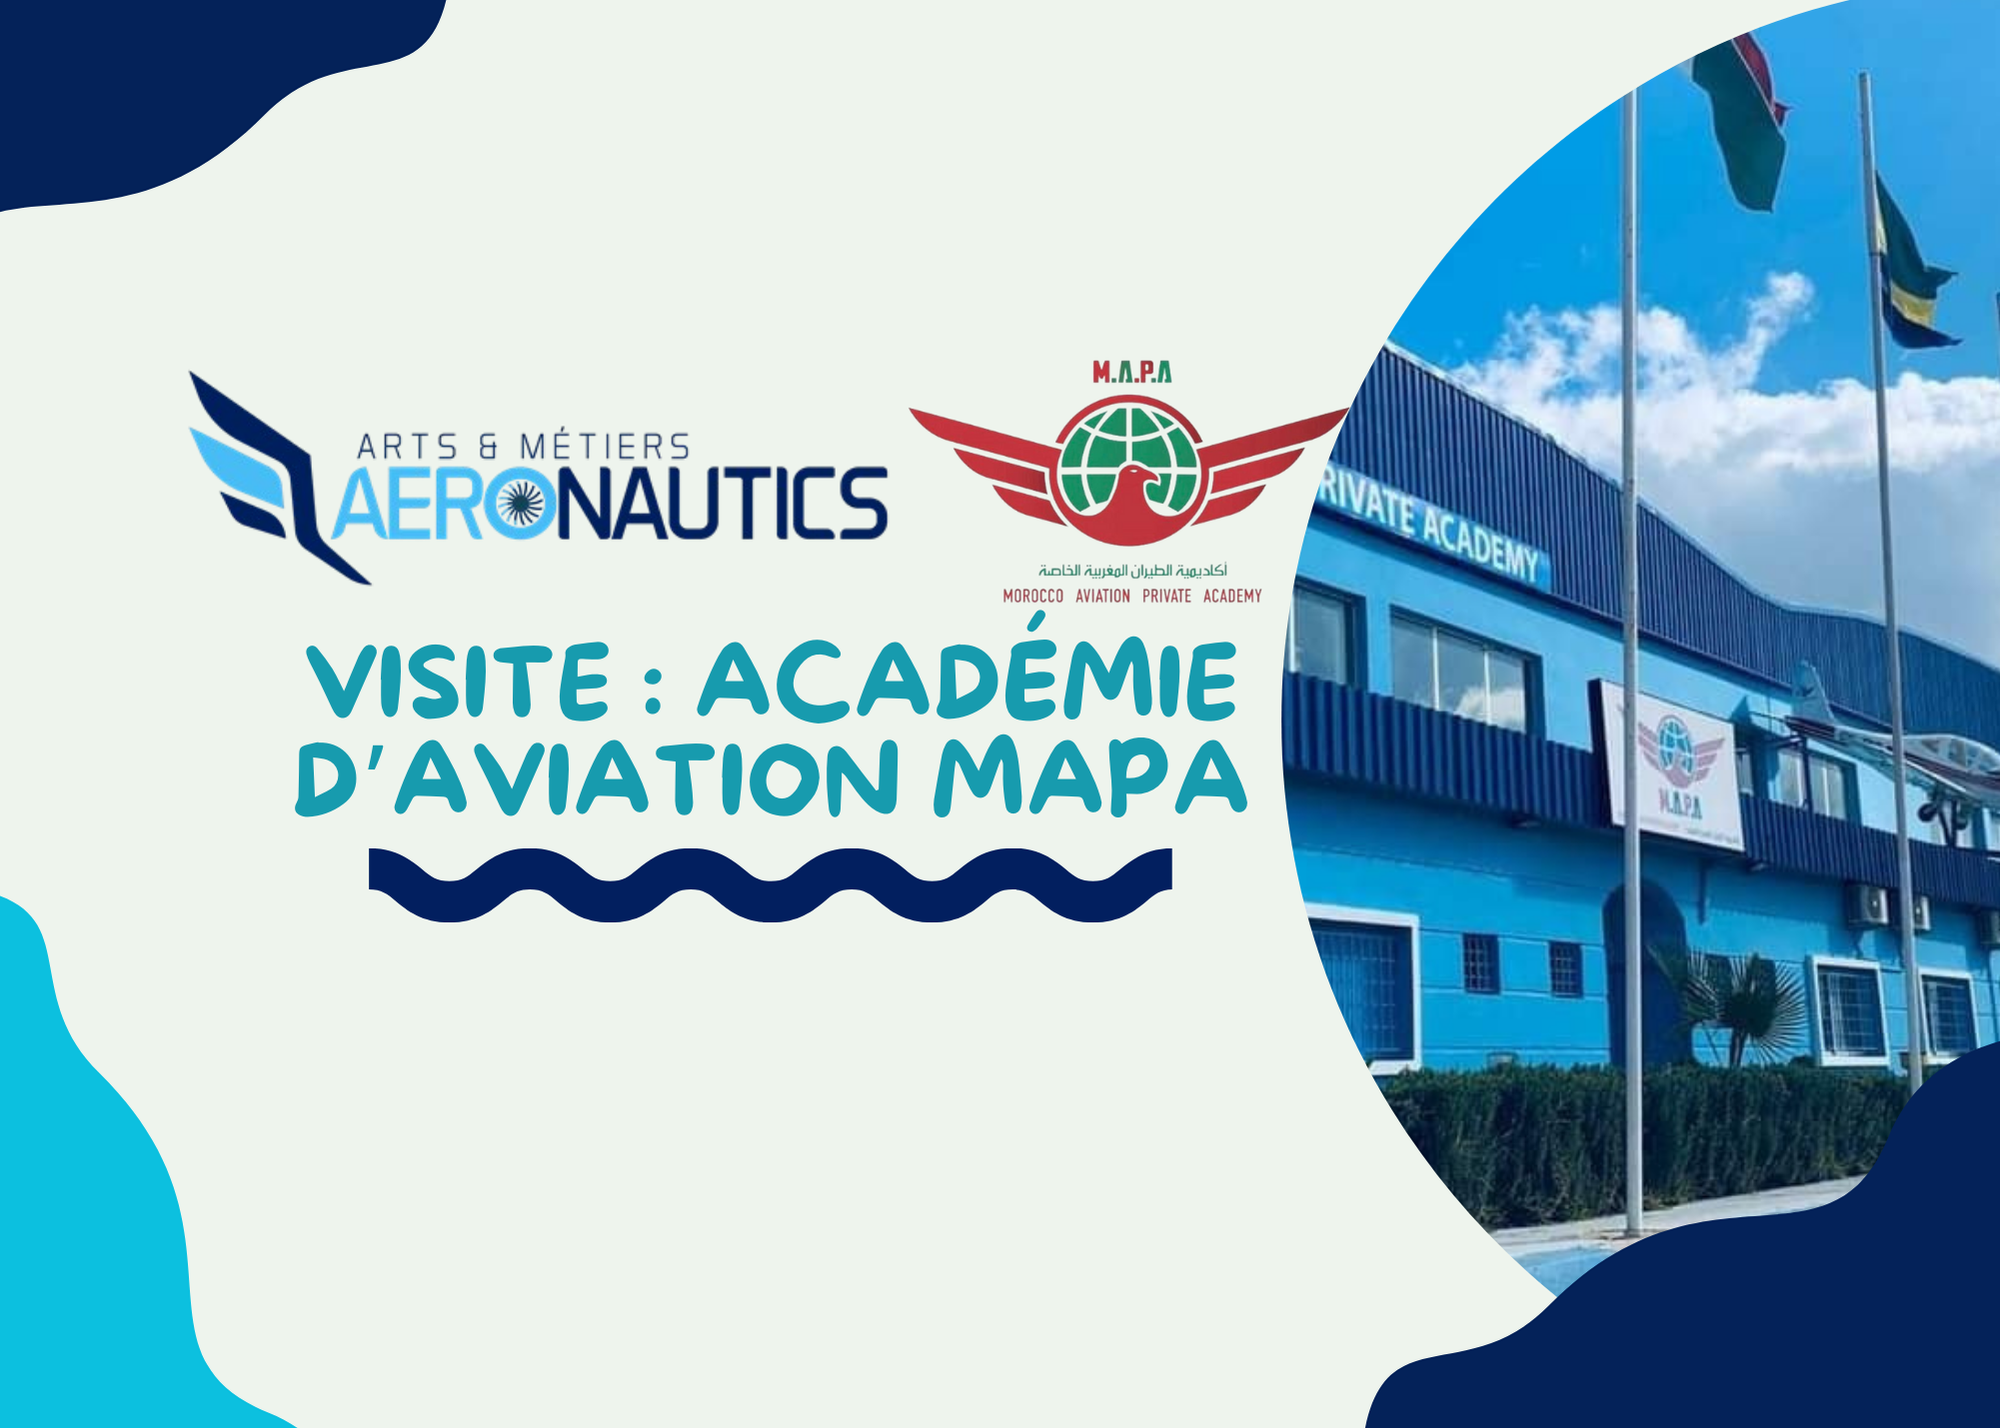 ARTS & MÉTIERS
AERONAUTICS
M.A.P.A
أكاديمية الطيران المغربية الخاصة
MOROCCO AVIATION PRIVATE ACADEMY
VISITE : ACADÉMIE
D'AVIATION MAPA
RIVATE ACADEMY
M.A.P.A